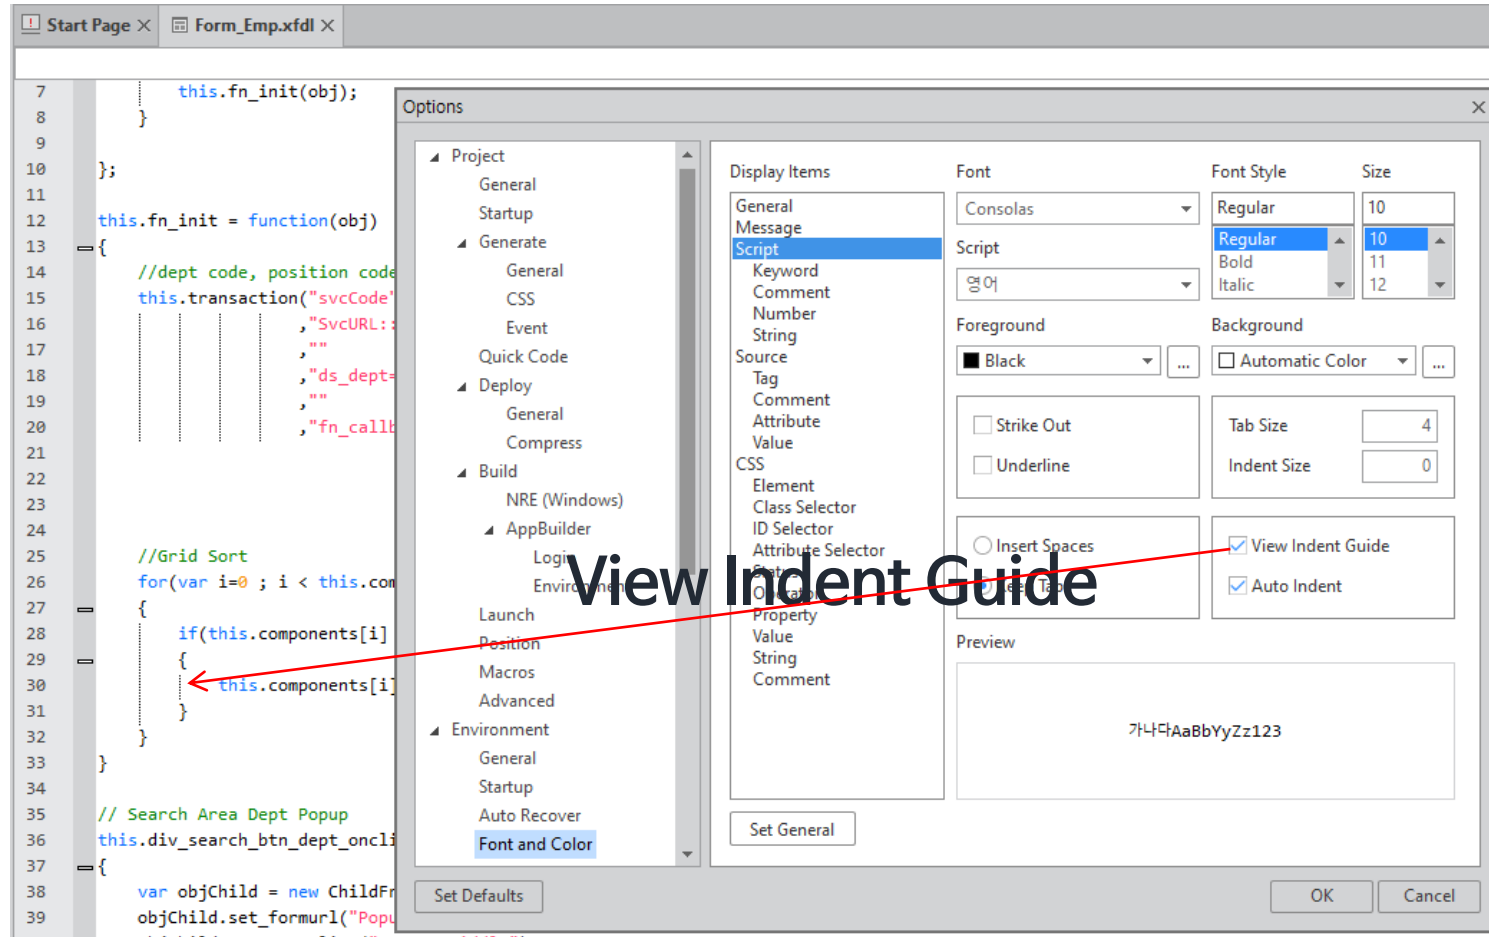 Start Page
Form_Emp.xfdl
7 this.fn_init(obj);
8 }
9
10 };
11
12 this.fn_init = function(obj)
13 {
14 //dept code, position code
15 this.transaction("svcCode"
16 ,"SvcURL::
17 ,""
18 ,"ds_dept=
19 ,""
20 ,"fn_callb
21
22
23
24
25 //Grid Sort
26 for(var i=0 ; i < this.com
27 {
28 if(this.components[i]
29 {
30 this.components[i]
31 }
32 }
33 }
34
35 // Search Area Dept Popup
36 this.div_search_btn_dept_oncli
37 {
38 var objChild = new ChildFr
39 objChild.set_formurl("Popu
Options
Project
General
Startup
Generate
General
CSS
Event
Quick Code
Deploy
General
Compress
Build
NRE (Windows)
AppBuilder
Login
Environment
Launch
Position
Macros
Advanced
Environment
General
Startup
Auto Recover
Font and Color
Set Defaults
Display Items
General
Message
Script
Keyword
Comment
Number
String
Source
Tag
Comment
Attribute
Value
CSS
Element
Class Selector
ID Selector
Attribute Selector
Status
Operator
Property
Value
String
Comment
Set General
Font
Consolas
Script
영어
Foreground
Black
...
Strike Out
Underline
Insert Spaces
Keep Tab
Font Style
Regular
Regular
Bold
Italic
Size
10
10
11
12
Background
Automatic Color
...
Tab Size 4
Indent Size 0
View Indent Guide
Auto Indent
Preview
가나다AaBbYyZz123
OK
Cancel
View Indent Guide